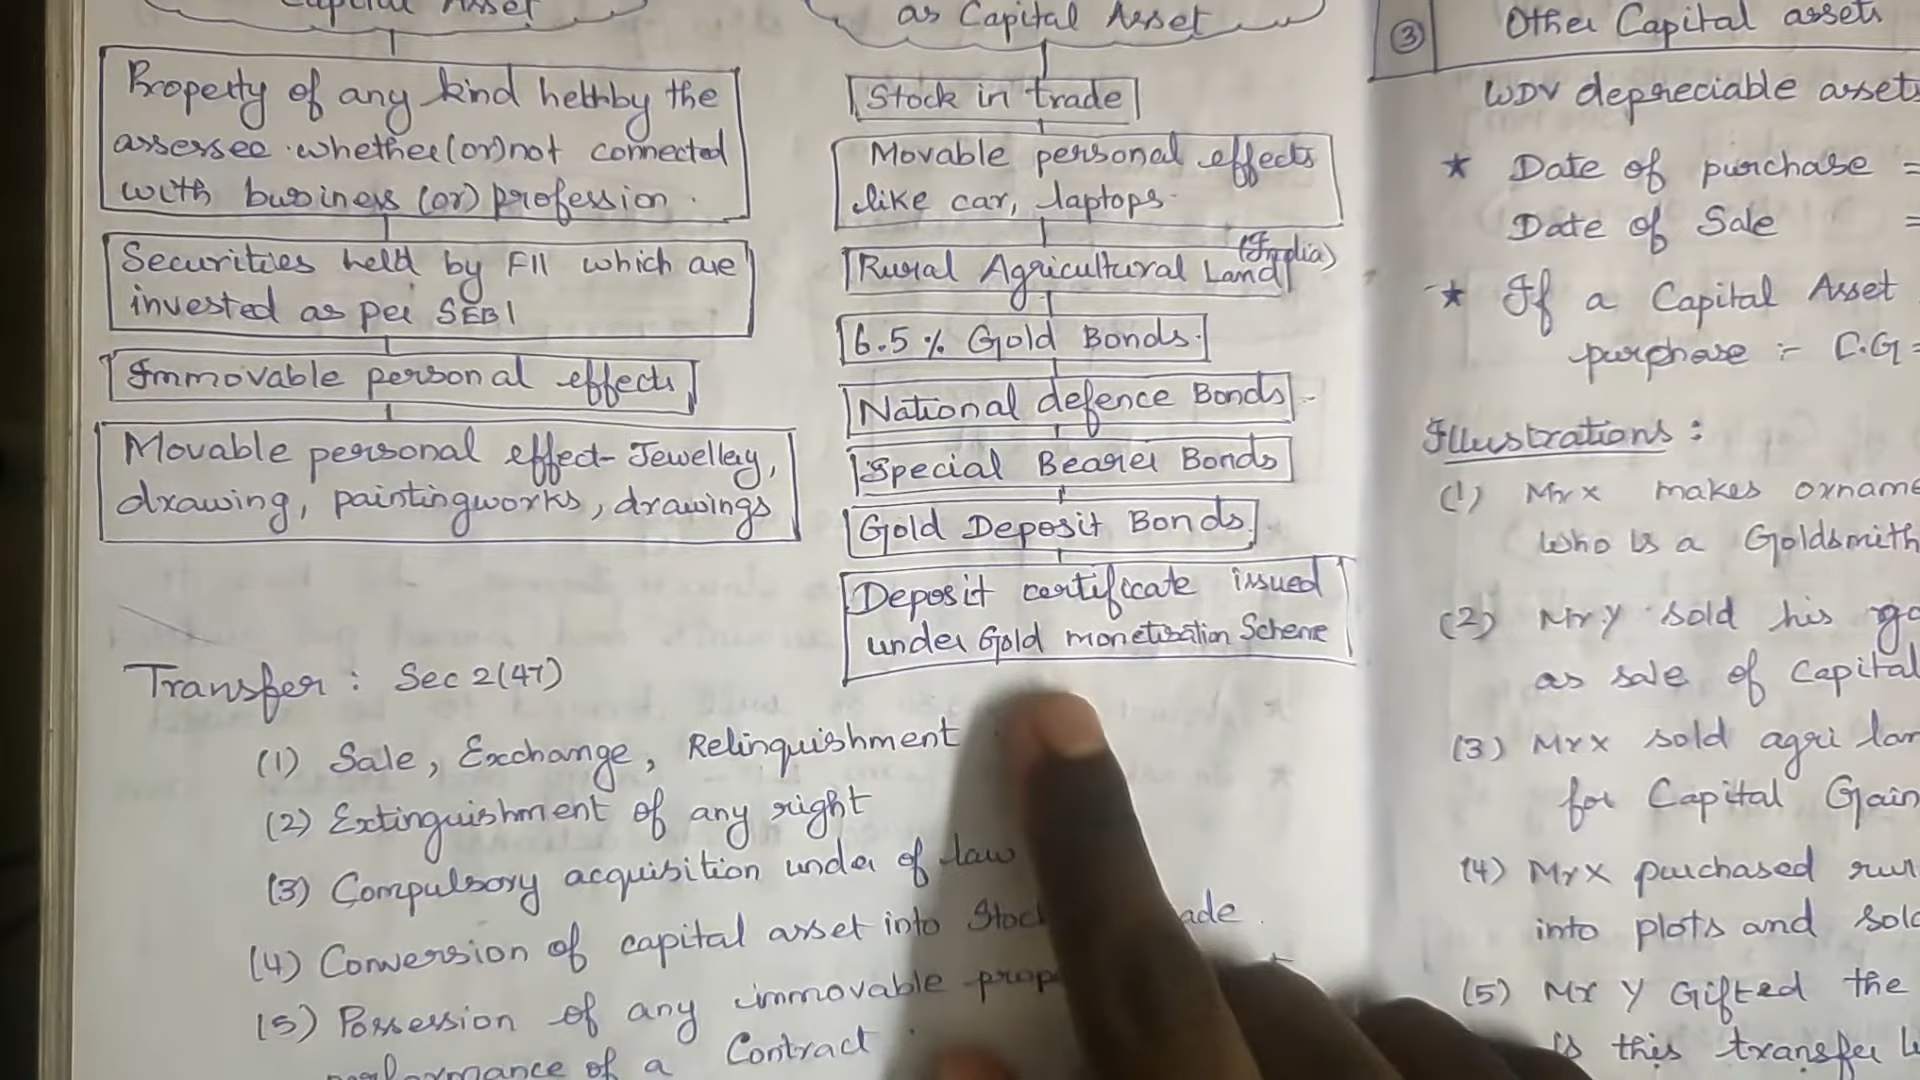 Capital Asset
Property of any kind heldby the
assessee whether (or) not connected
with business (or) profession.
Securities held by FII which are
invested as per SEBI
Immovable personal effects
Movable personal effect- Jewellery,
drawing, paintingworks, drawings
as Capital Asset
Stock in trade
Movable personal effects
like car, laptops.
Rural Agricultural Land (India)
6.5% Gold Bonds.
National defence Bonds
Special Bearer Bonds
Gold Deposit Bonds.
Deposit certificate issued
under Gold monetisation Scheme
Transfer : Sec 2(47)
(1) Sale, Exchange, Relinquishment
(2) Extinguishment of any right
(3) Compulsory acquisition under of law
(4) Conversion of capital asset into
(5) Possession of any immovable
of a Contract
③ Other Capital assets
WDV depreciable assets
* Date of purchase =
Date of Sale =
* If a Capital Asset
purchase :- C.G =
Illustrations :
(1) Mr X makes
Who is a Goldsmith
(2) Mr.Y sold his
as sale of Capital
(3) Mr X sold agri
for Capital Gain
(4) Mr X purchased
into plots and
(5) Mr Y Gifted the
is this transfer